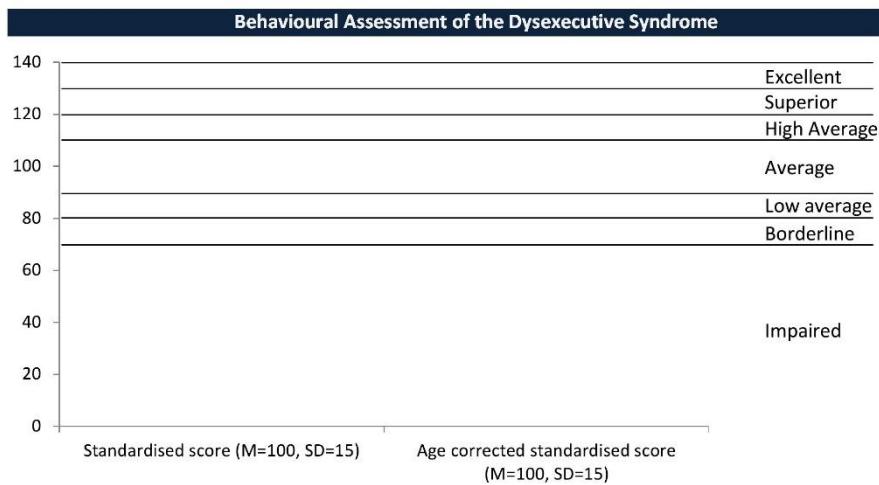 Behavioural Assessment of the Dysexecutive Syndrome
140
Excellent
120
Superior
High Average
100
Average
80
Low average
Borderline
60
40
Impaired
20
0
Standardised score (M=100, SD=15)
Age corrected standardised score
(M=100, SD=15)